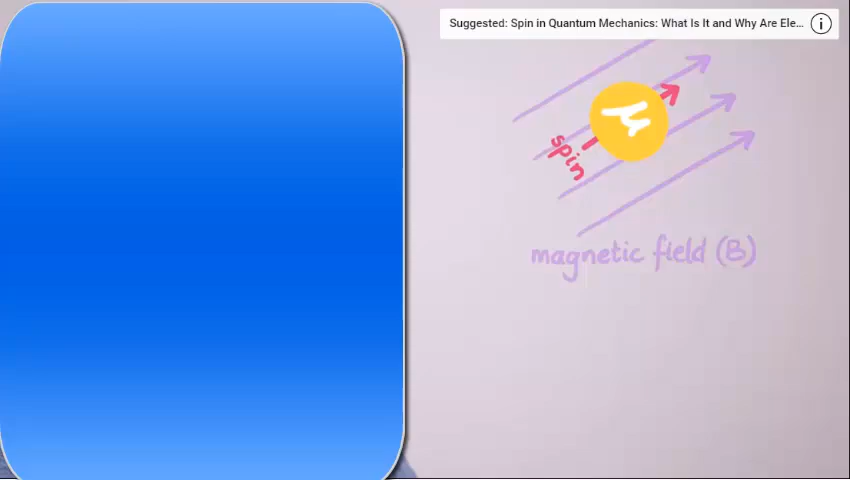 Suggested: Spin in Quantum Mechanics: What Is It and Why Are Ele...
μ
spin
magnetic field (B)